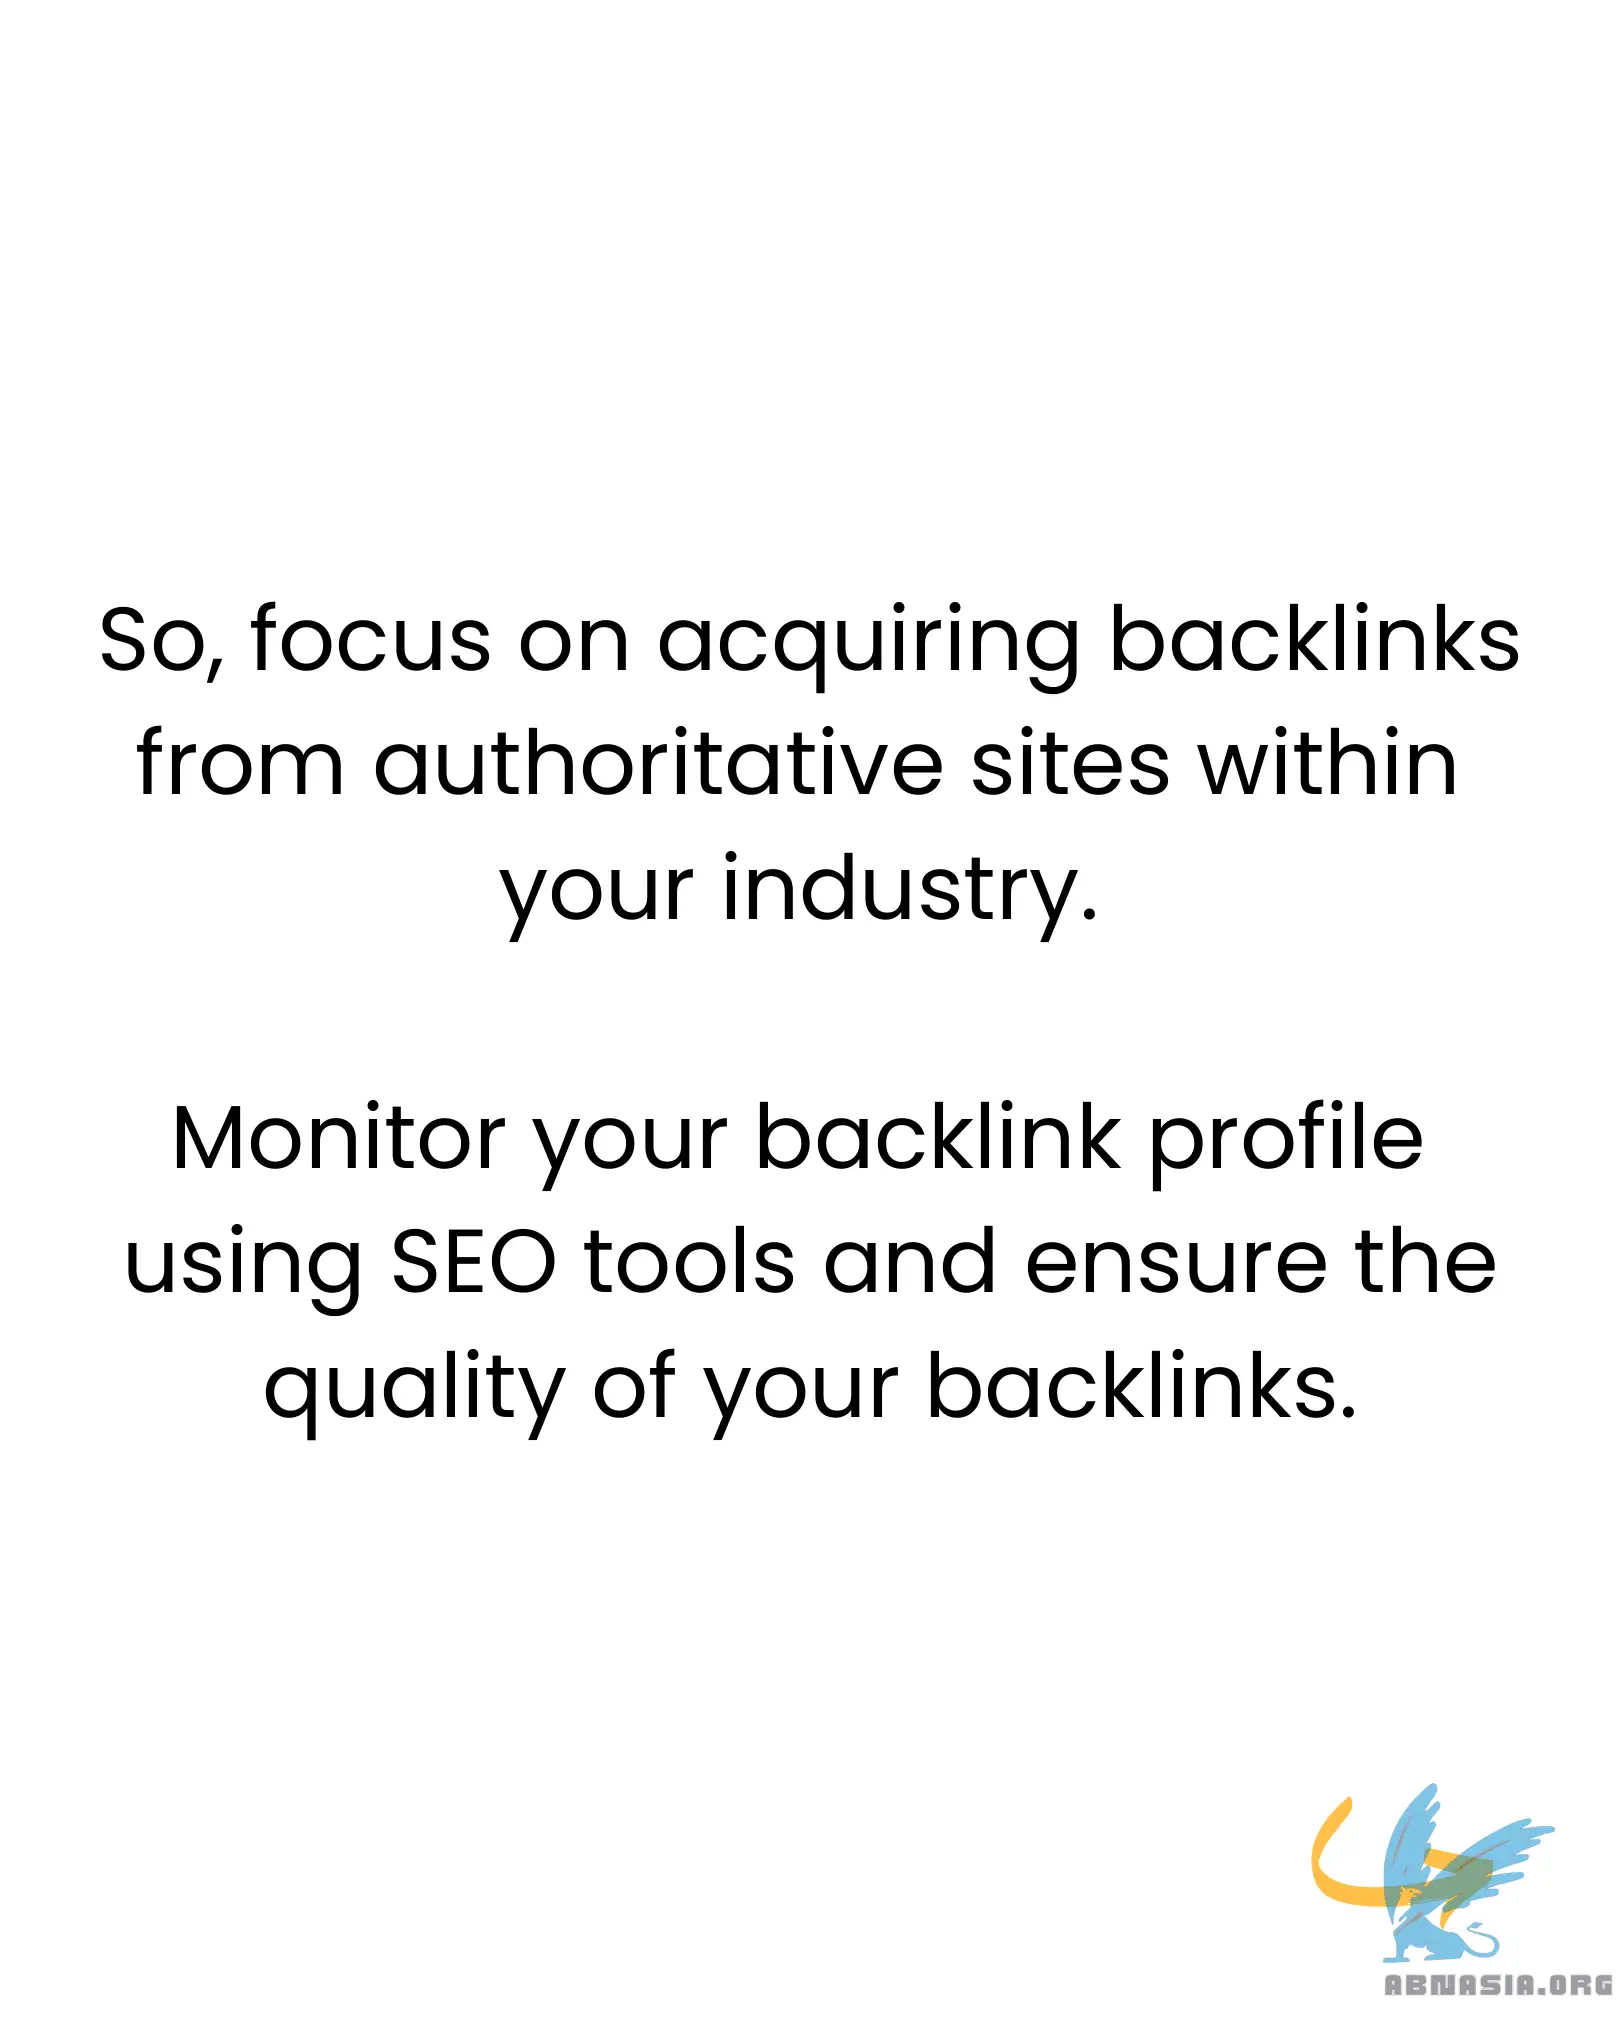 So, focus on acquiring backlinks
from authoritative sites within
your industry.
Monitor your backlink profile
using SEO tools and ensure the
quality of your backlinks.
ABNASIA.ORG